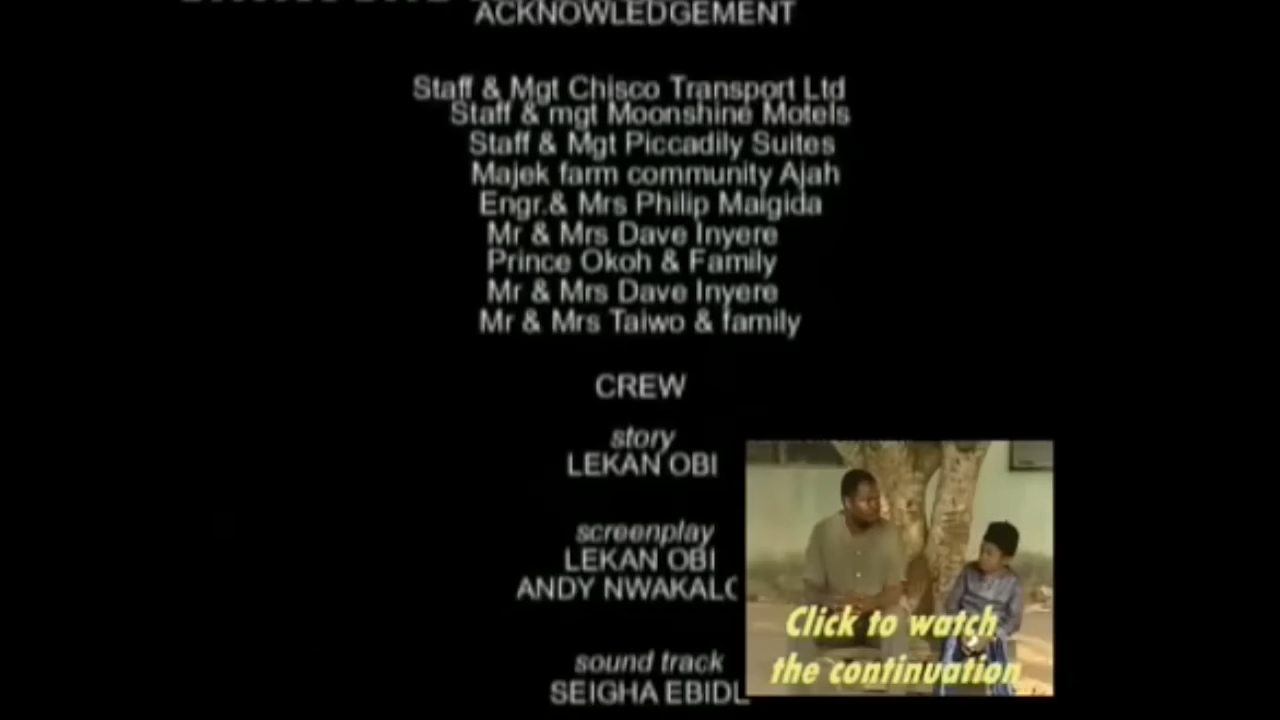 ACKNOWLEDGEMENT
Staff & Mgt Chisco Transport Ltd
Staff & mgt Moonshine Motels
Staff & Mgt Piccadily Suites
Majek farm community Ajah
Engr.& Mrs Philip Maigida
Mr & Mrs Dave Inyere
Prince Okoh & Family
Mr & Mrs Dave Inyere
Mr & Mrs Taiwo & family
CREW
story
LEKAN OBI
screenplay
LEKAN OBI
ANDY
sound track
SEIGHA
Click to watch
the continuation